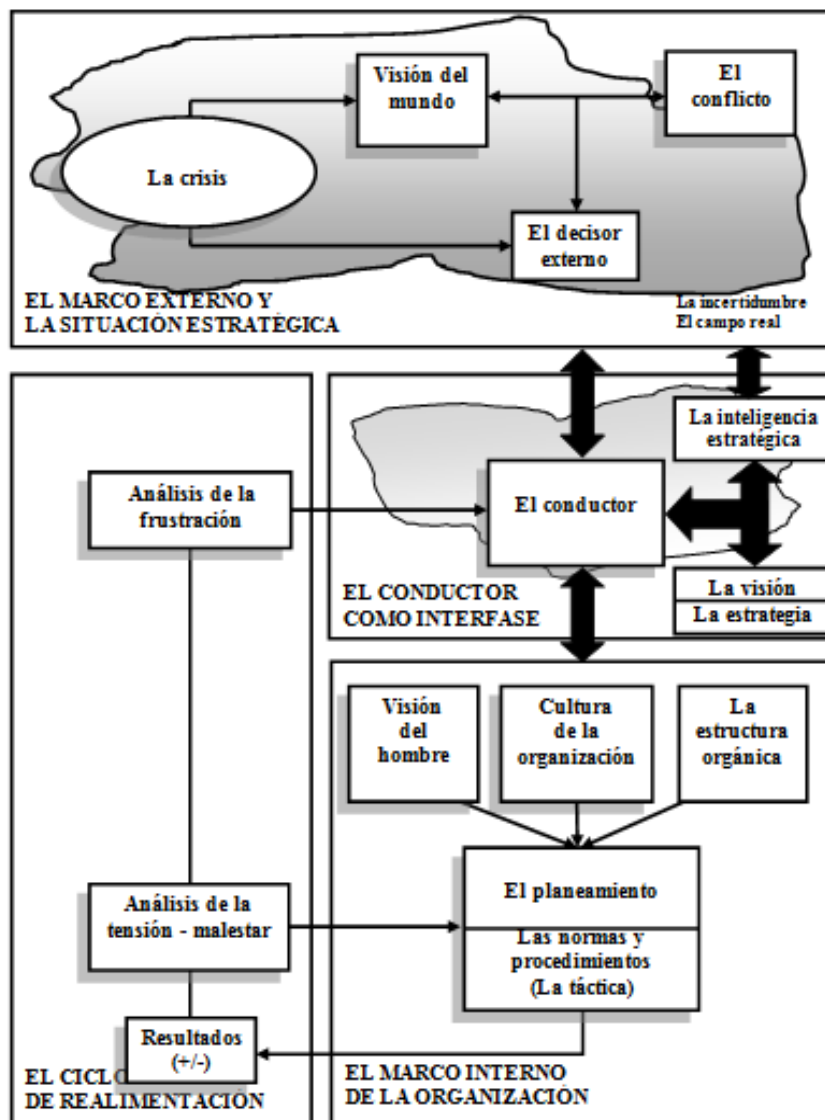 Visión del
mundo
El
conflicto
La crisis
El decisor
externo
EL MARCO EXTERNO Y
LA SITUACIÓN ESTRATÉGICA
La incertidumbre
El campo real
La inteligencia
estratégica
Análisis de la
frustración
El conductor
La visión
La estrategia
EL CONDUCTOR
COMO INTERFASE
Visión
del
hombre
Cultura
de la
organización
La
estructura
orgánica
Análisis de la
tensión - malestar
El planeamiento
Las normas y
procedimientos
(La táctica)
Resultados
(+/-)
EL CICL
DE REALIMENTACIÓN
EL MARCO INTERNO
DE LA ORGANIZACIÓN